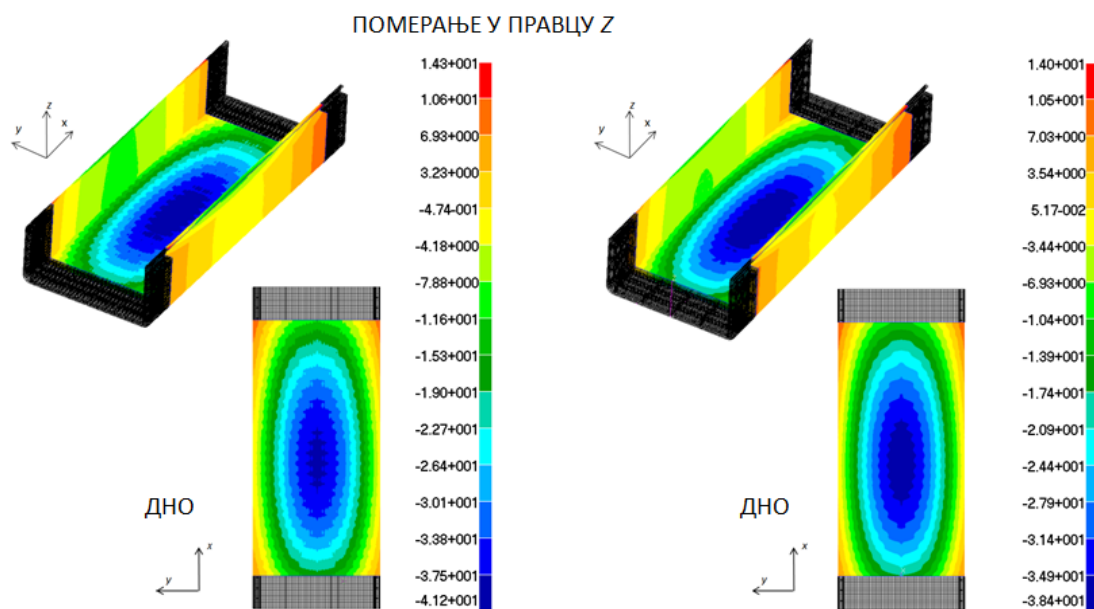 ПОМЕРАЊЕ У ПРАВЦУ Z
1.43+001
1.06+001
6.93+000
3.23+000
-4.74-001
-4.18+000
-7.88+000
-1.16+001
-1.53+001
-1.90+001
-2.27+001
-2.64+001
-3.01+001
-3.38+001
-3.75+001
-4.12+001
z
y
x
ДНО
x
y
1.40+001
1.05+001
7.03+000
3.54+000
5.17-002
-3.44+000
-6.93+000
-1.04+001
-1.39+001
-1.74+001
-2.09+001
-2.44+001
-2.79+001
-3.14+001
-3.49+001
-3.84+001
z
y
x
ДНО
x
y